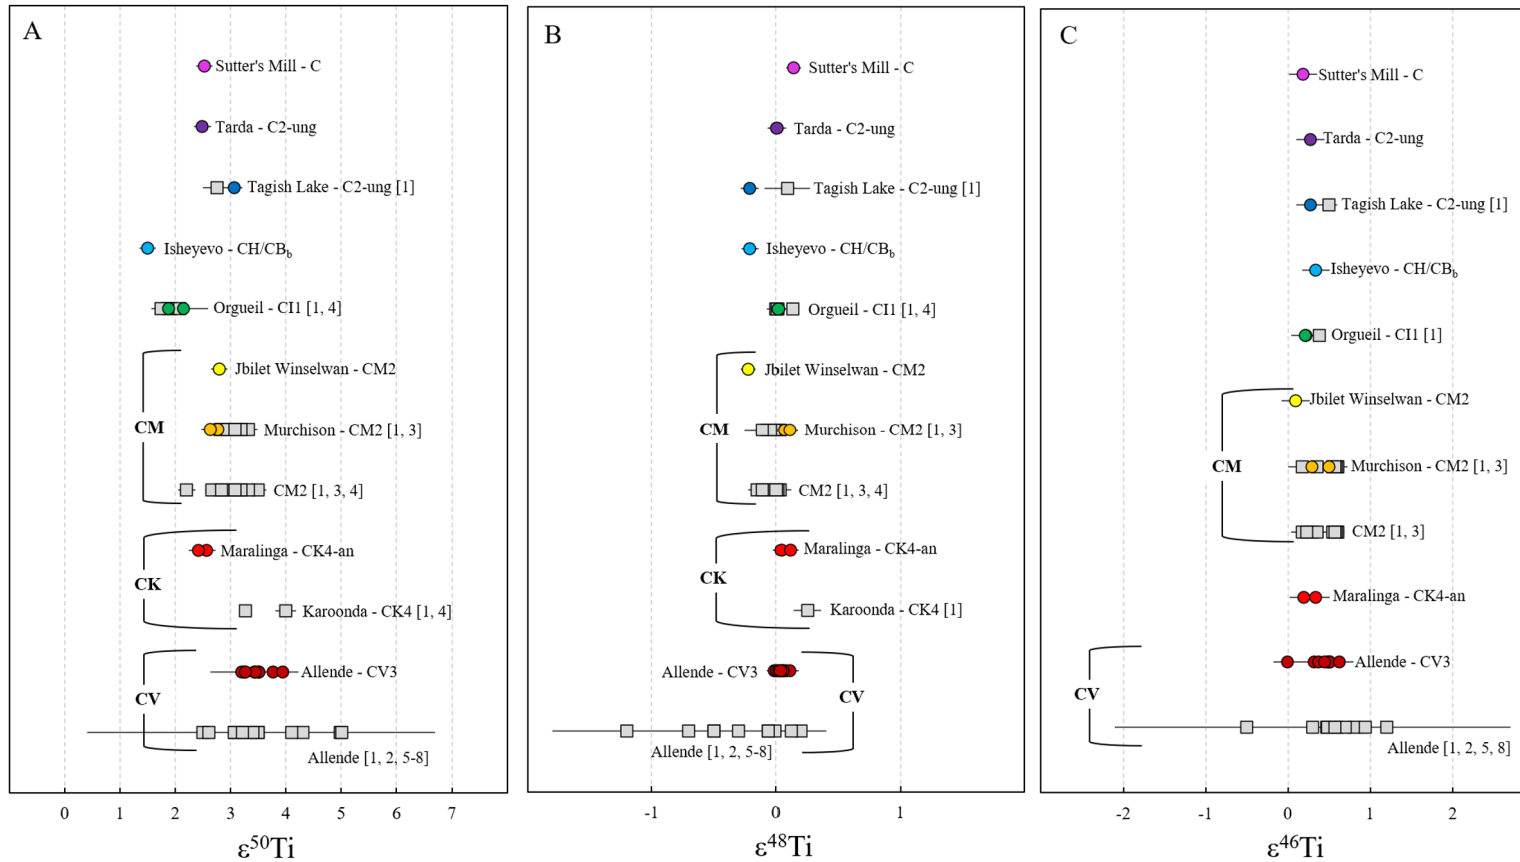 A
Sutter's Mill - C
Tarda - C2-ung
Tagish Lake - C2-ung [1]
Isheyevo - CH/CBb
Orgueil - CI1 [1, 4]
Jbilet Winselwan - CM2
CM
Murchison - CM2 [1, 3]
CM2 [1, 3, 4]
Maralinga - CK4-an
CK
Karoonda - CK4 [1, 4]
Allende - CV3
CV
Allende [1, 2, 5-8]
0 1 2 3 4 5 6 7
ε50Ti
B
Sutter's Mill - C
Tarda - C2-ung
Tagish Lake - C2-ung [1]
Isheyevo - CH/CBb
Orgueil - CI1 [1, 4]
Jbilet Winselwan - CM2
CM
Murchison - CM2 [1, 3]
CM2 [1, 3, 4]
Maralinga - CK4-an
CK
Karoonda - CK4 [1]
Allende - CV3
CV
Allende [1, 2, 5-8]
-1 0 1
ε48Ti
C
Sutter's Mill - C
Tarda - C2-ung
Tagish Lake - C2-ung [1]
Isheyevo - CH/CBb
Orgueil - CI1 [1]
Jbilet Winselwan - CM2
CM
Murchison - CM2 [1, 3]
CM2 [1, 3]
Maralinga - CK4-an
Allende - CV3
CV
Allende [1, 2, 5, 8]
-2 -1 0 1 2
ε46Ti